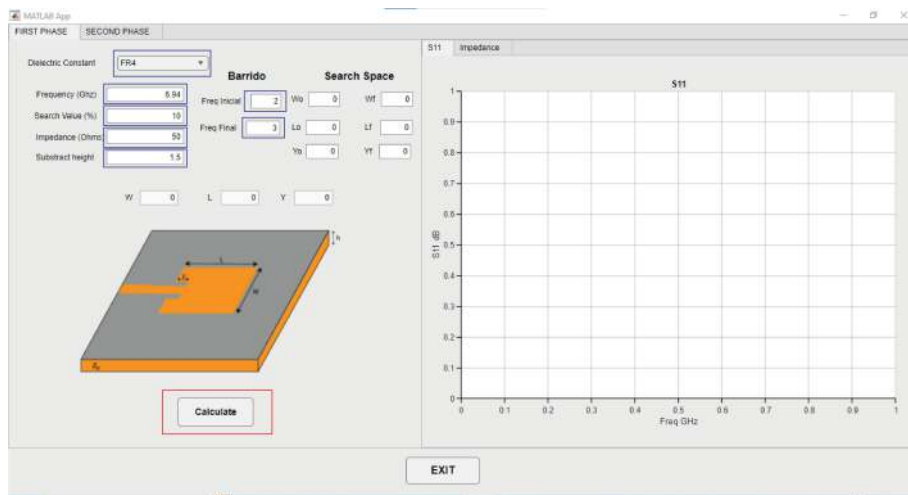 MATLAB App
FIRST PHASE SECOND PHASE
Dielectric Constant FR4
Barrido Search Space
Frequency (Ghz) 6.94
Freq Inicial 2 Wo 0 Wf 0
Search Value (%) 10
Impedance (Ohms) 50
Freq Final 3 Lo 0 Lf 0
Substract height 1.5
Yo 0 Yf 0
W 0 L 0 Y 0
h
L
Y
W
Calculate
S11 Impedance
S11
S11 dB
1
0.9
0.8
0.7
0.6
0.5
0.4
0.3
0.2
0.1
0
0 0.1 0.2 0.3 0.4 0.5 0.6 0.7 0.8 0.9 1
Freq GHz
EXIT